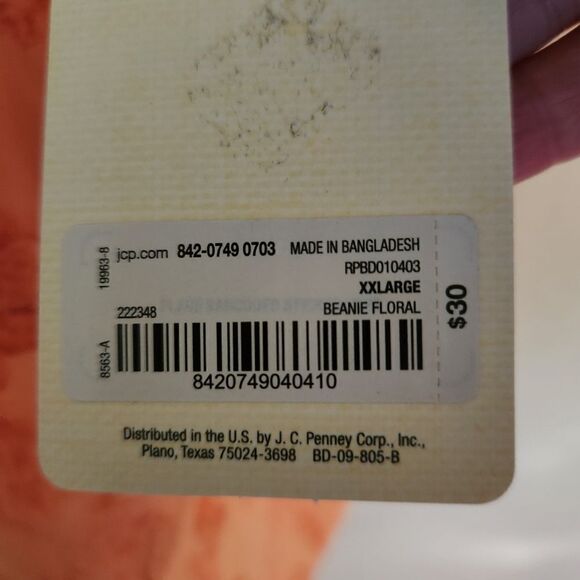 jcp.com 842-0749 0703 MADE IN BANGLADESH
RPBD010403
XXLARGE
222348 BEANIE FLORAL
8420749040410
19963-8
8563-A
$30
Distributed in the U.S. by J. C. Penney Corp., Inc.,
Plano, Texas 75024-3698 BD-09-805-B